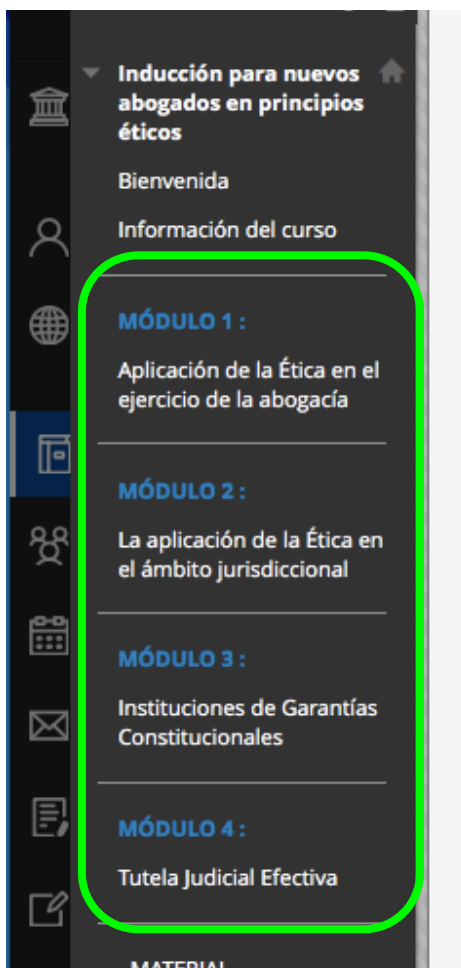 Inducción para nuevos
abogados en principios
éticos
Bienvenida
Información del curso
MÓDULO 1 :
Aplicación de la Ética en el
ejercicio de la abogacía
MÓDULO 2 :
La aplicación de la Ética en
el ámbito jurisdiccional
MÓDULO 3 :
Instituciones de Garantías
Constitucionales
MÓDULO 4 :
Tutela Judicial Efectiva
MATERIAL